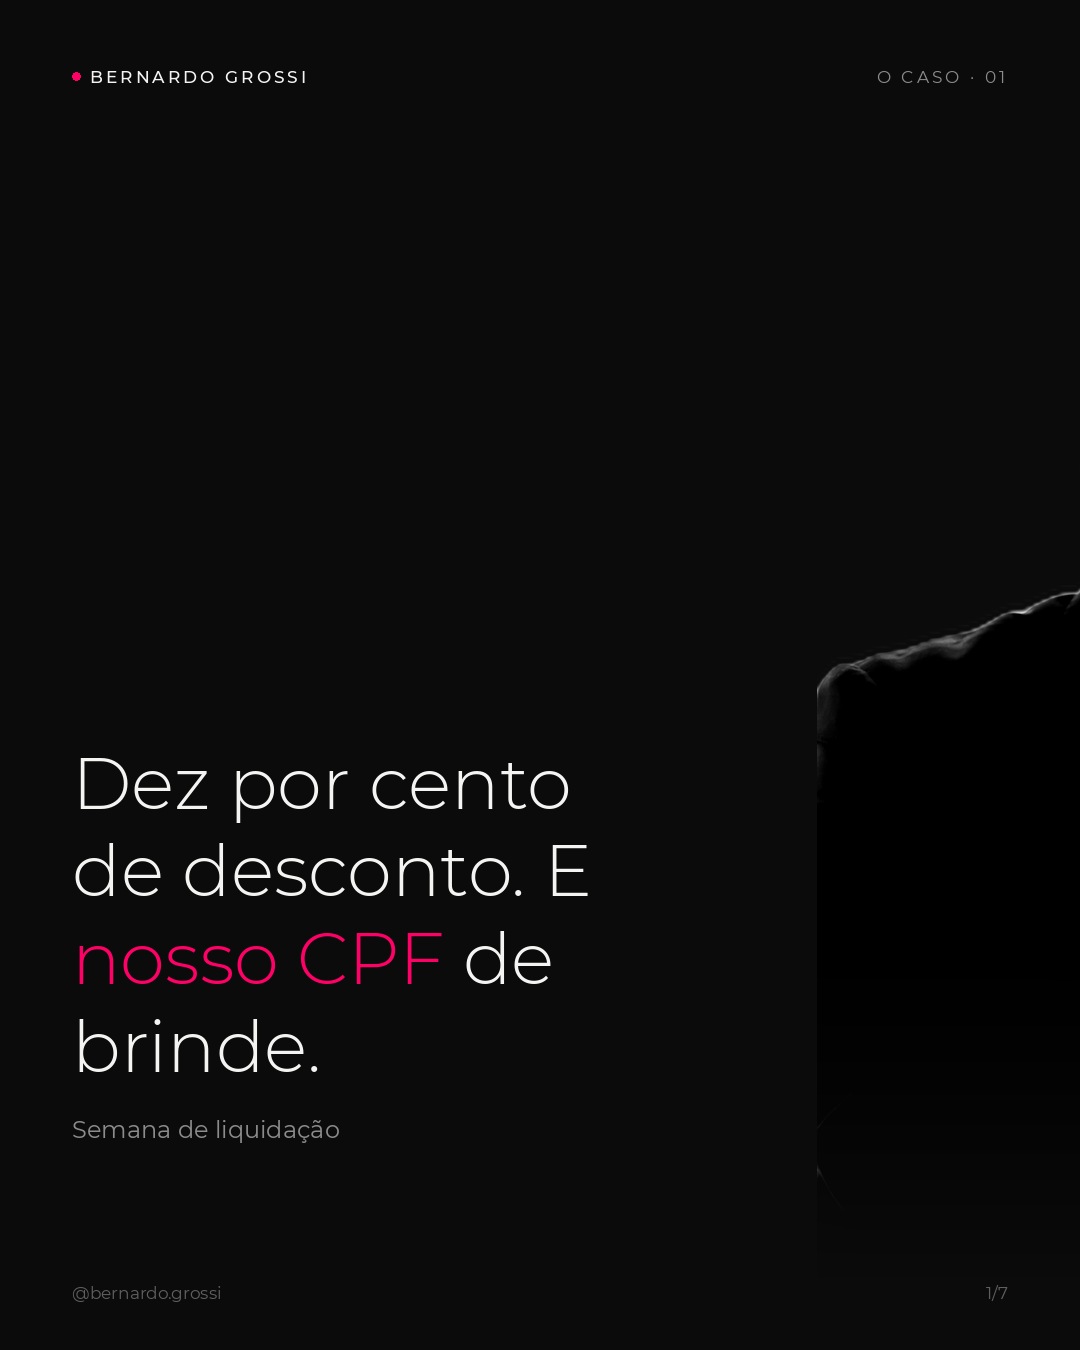 BERNARDO GROSSI
O CASO · 01
Dez por cento
de desconto. E
nosso CPF de
brinde.
Semana de liquidação
@bernardo.grossi
1/7